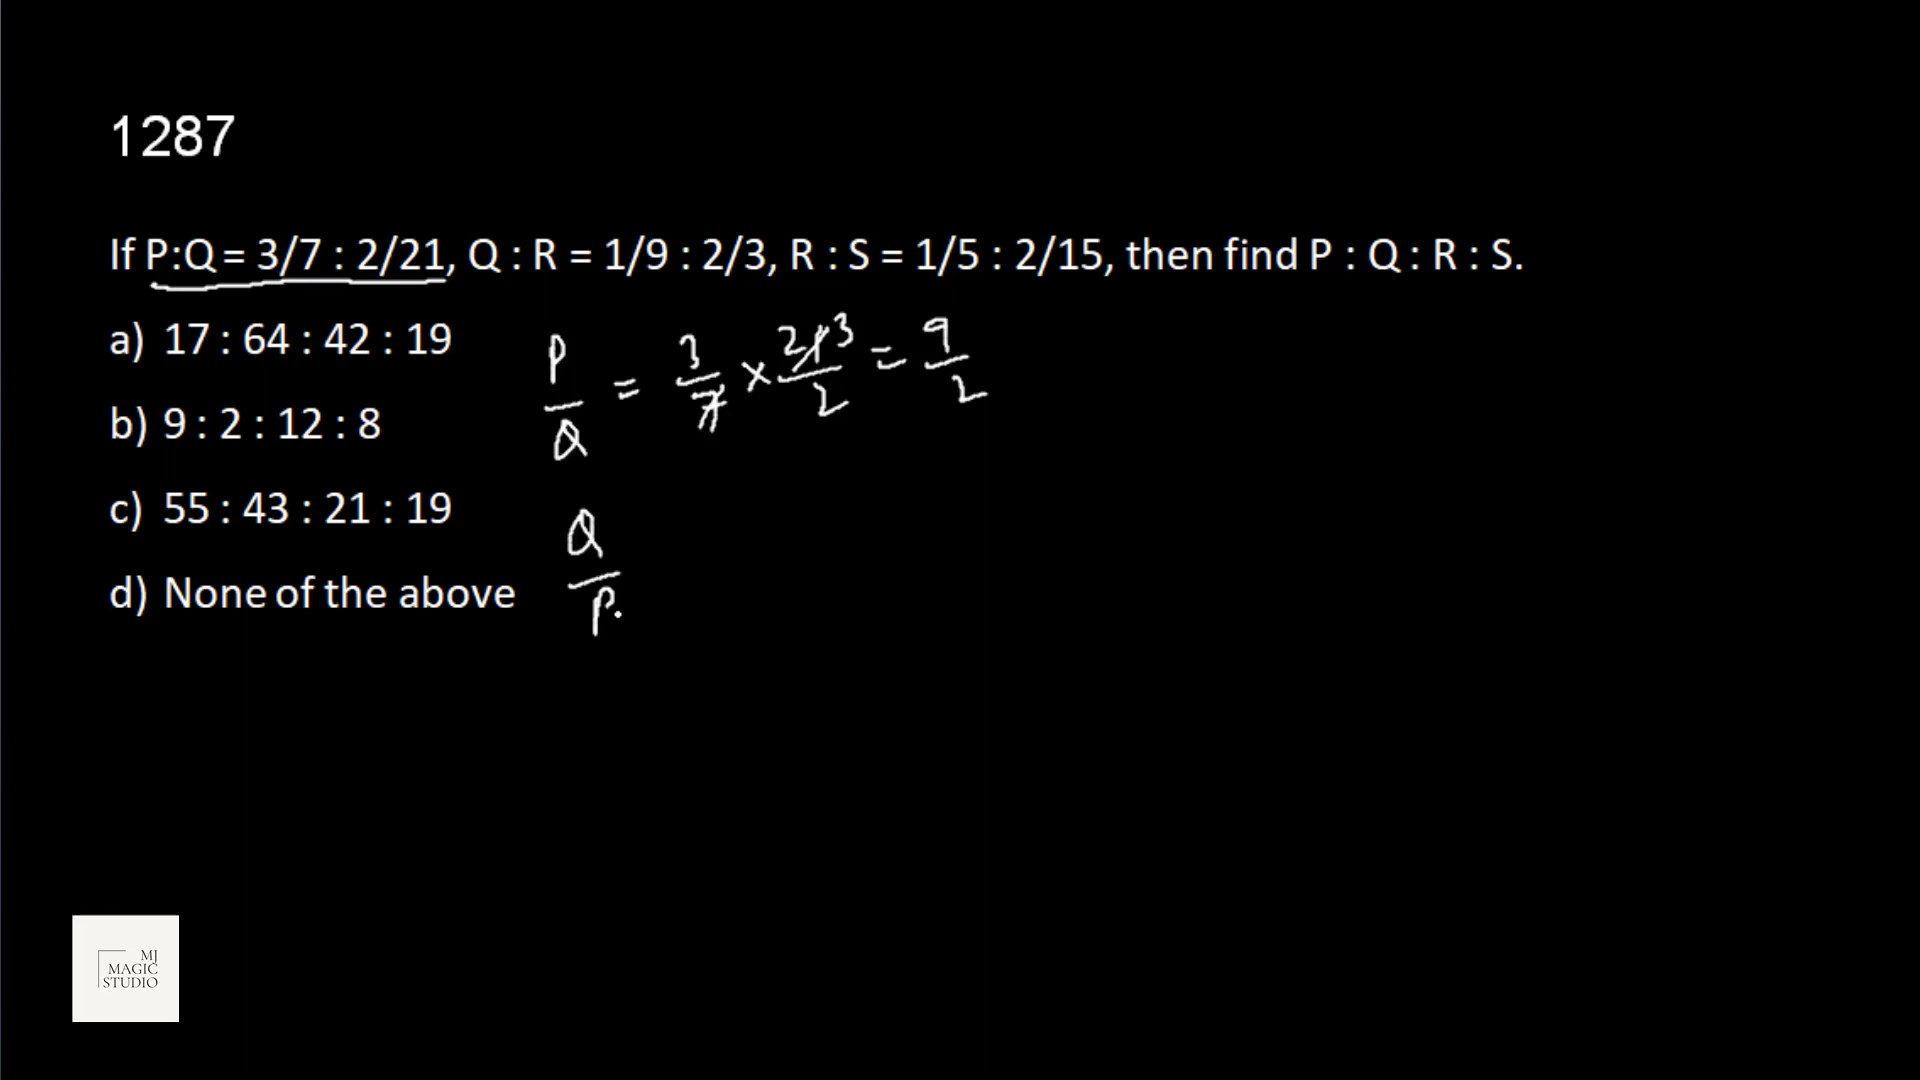 1287
If P:Q = 3/7 : 2/21, Q : R = 1/9 : 2/3, R : S = 1/5 : 2/15, then find P : Q : R : S.
a) 17 : 64 : 42 : 19
b) 9 : 2 : 12 : 8
c) 55 : 43 : 21 : 19
d) None of the above
P/Q = 3/7 × 21 3/2 = 9/2
Q/P.
MJ
MAGIC
STUDIO